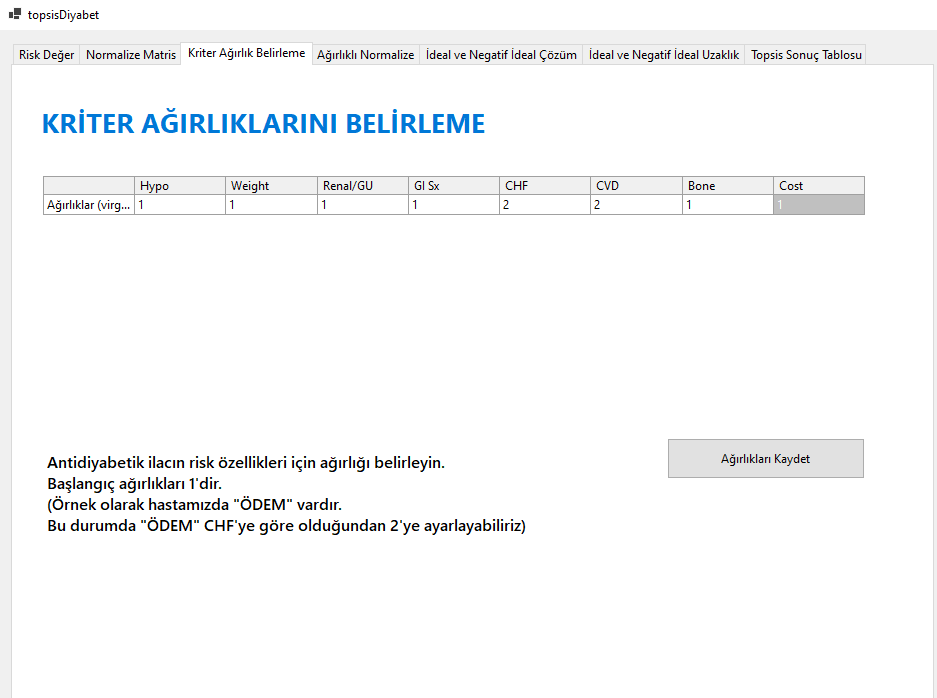 topsisDiyabet
Risk Değer Normalize Matris Kriter Ağırlık Belirleme Ağırlıklı Normalize İdeal ve Negatif İdeal Çözüm İdeal ve Negatif İdeal Uzaklık Topsis Sonuç Tablosu
KRİTER AĞIRLIKLARINI BELİRLEME
Hypo Weight Renal/GU GI Sx CHF CVD Bone Cost
Ağırlıklar (virg... 1 1 1 1 2 2 1 1
Antidiyabetik ilacın risk özellikleri için ağırlığı belirleyin.
Başlangıç ağırlıkları 1'dir.
(Örnek olarak hastamızda "ÖDEM" vardır.
Bu durumda "ÖDEM" CHF'ye göre olduğundan 2'ye ayarlayabiliriz)
Ağırlıkları Kaydet